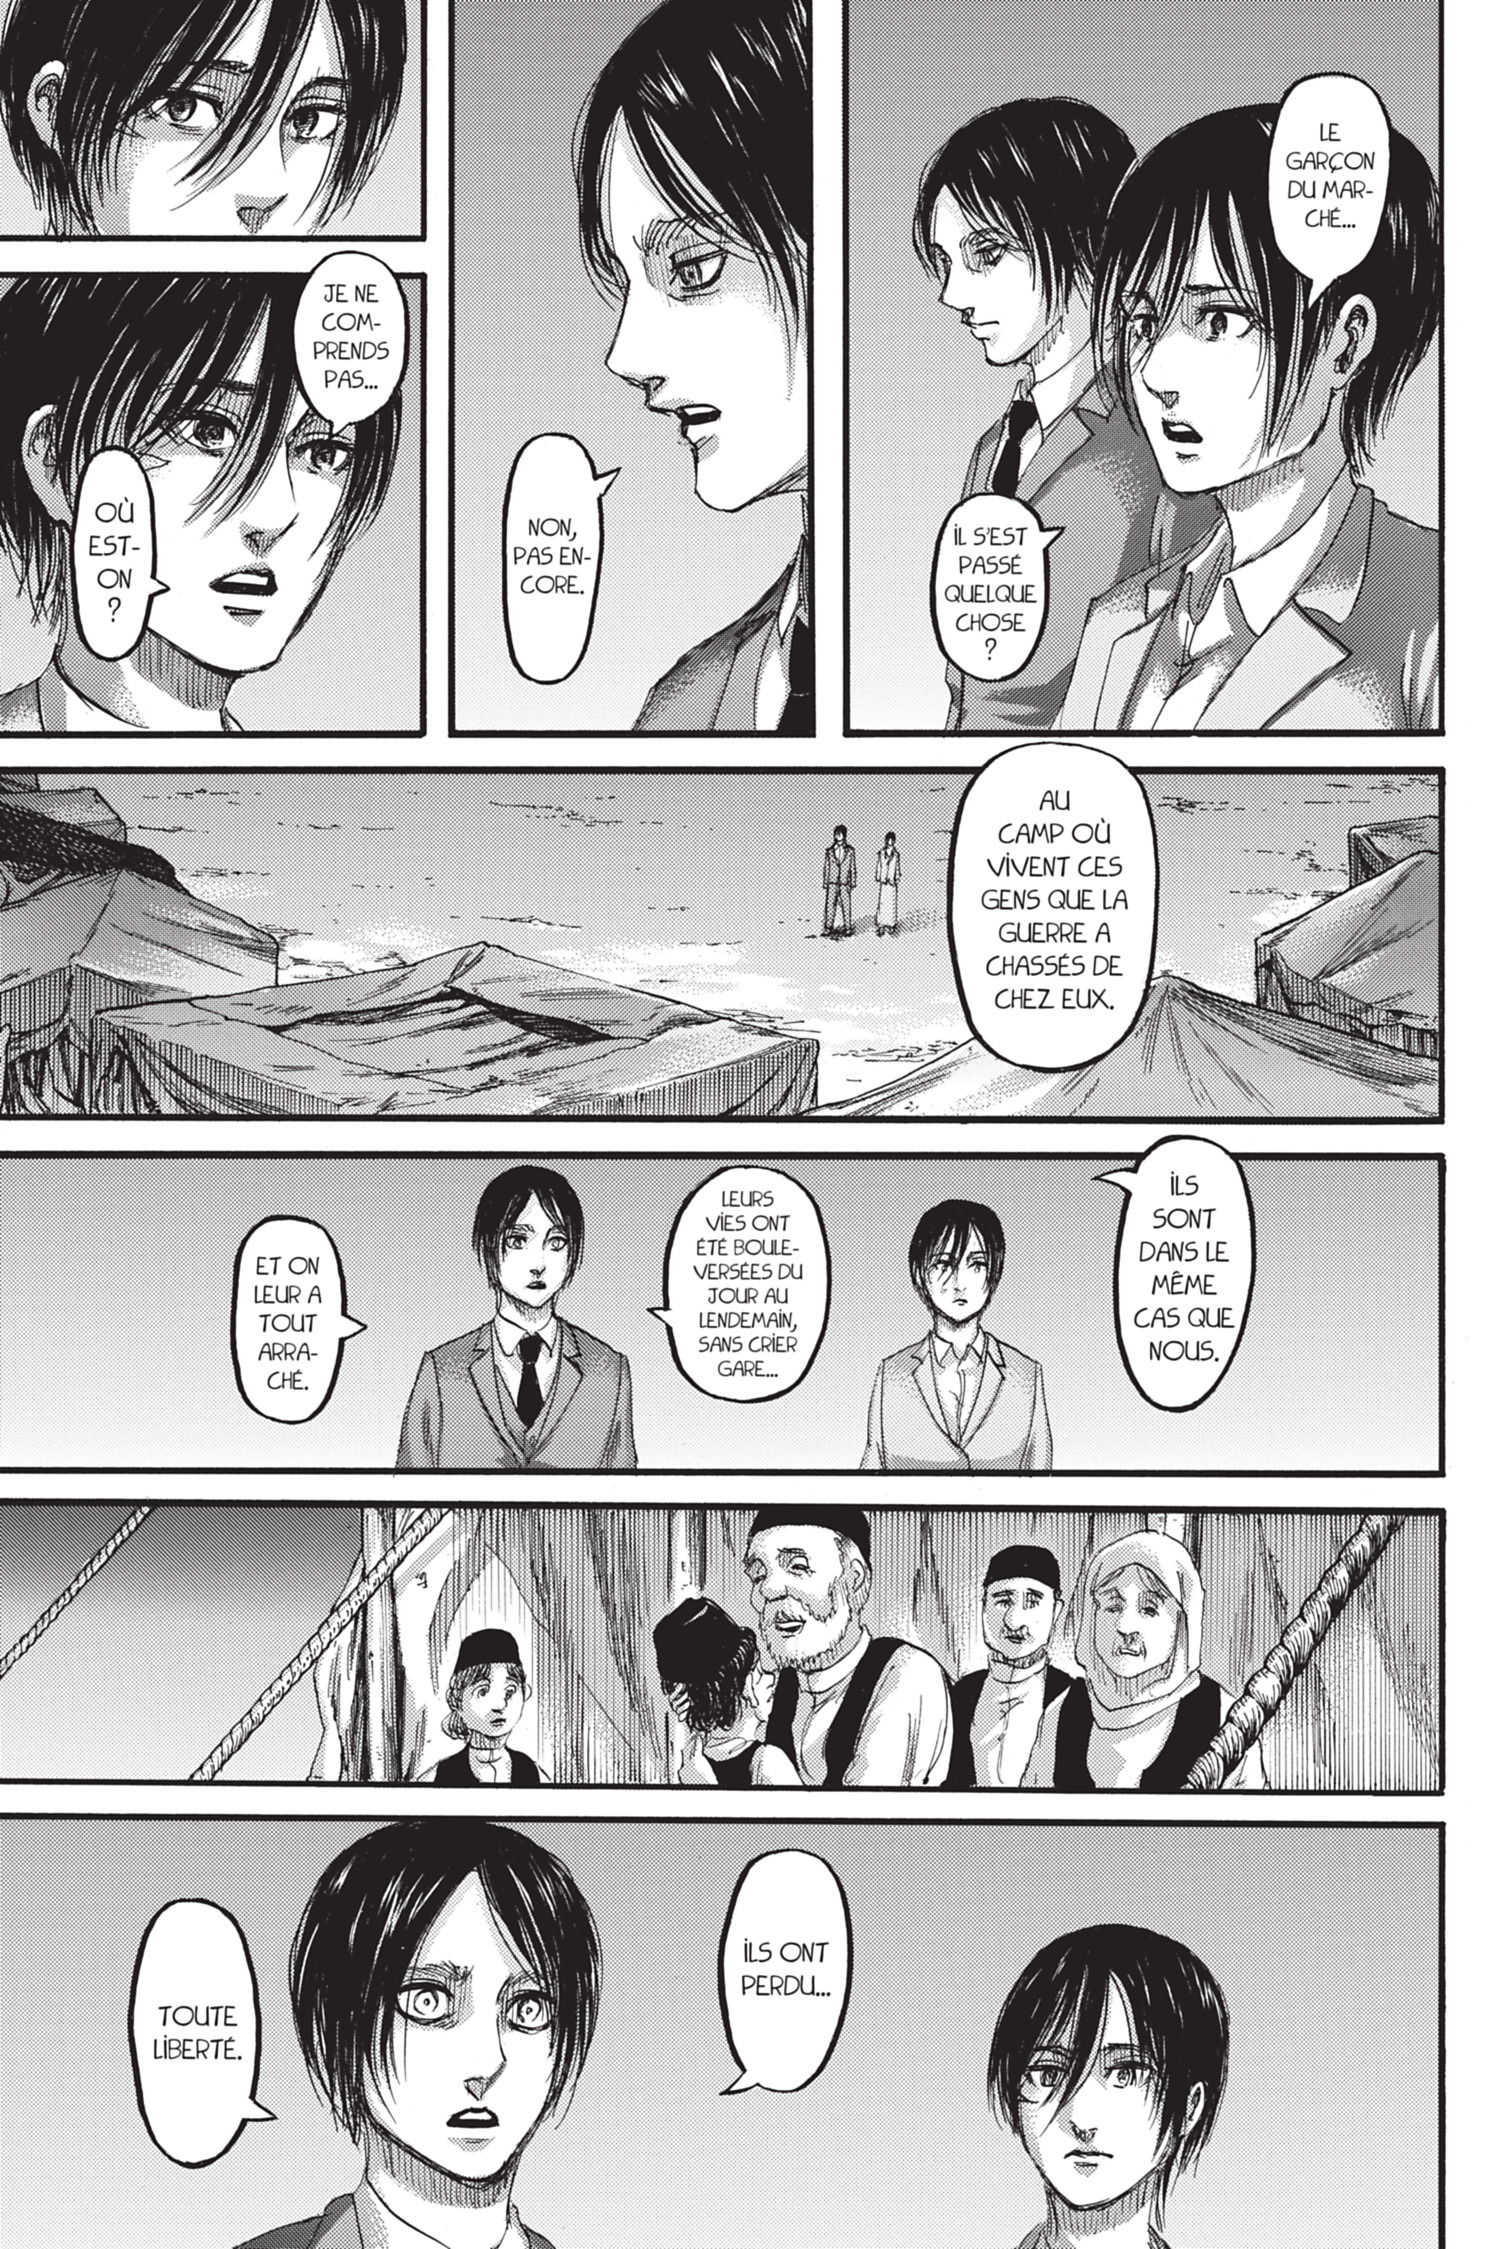 LE
GARÇON
DU MAR-
CHÉ...
IL S'EST
PASSÉ
QUELQUE
CHOSE
?
NON,
PAS EN-
CORE.
JE NE
COM-
PRENDS
PAS...
OÙ
EST-
ON
?
AU
CAMP OÙ
VIVENT CES
GENS QUE LA
GUERRE A
CHASSÉS DE
CHEZ EUX.
ILS
SONT
DANS LE
MÊME
CAS QUE
NOUS.
LEURS
VIES ONT
ÉTÉ BOULE-
VERSÉES DU
JOUR AU
LENDEMAIN,
SANS CRIER
GARE...
ET ON
LEUR A
TOUT
ARRA-
CHÉ.
ILS ONT
PERDU...
TOUTE
LIBERTÉ.